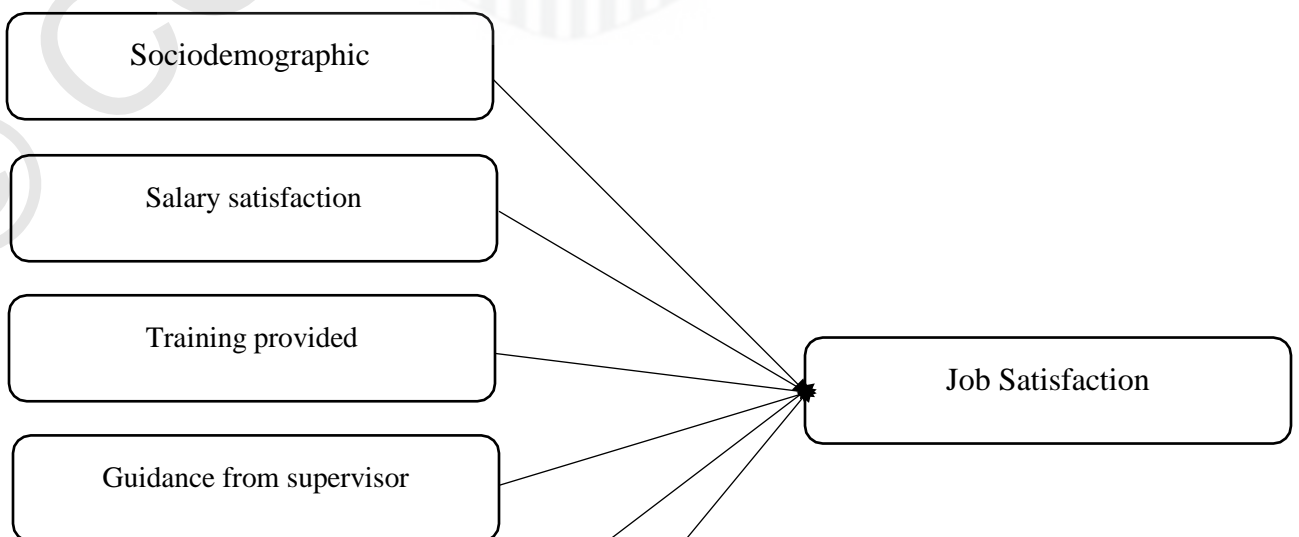 Sociodemographic
Salary satisfaction
Training provided
Job Satisfaction
Guidance from supervisor